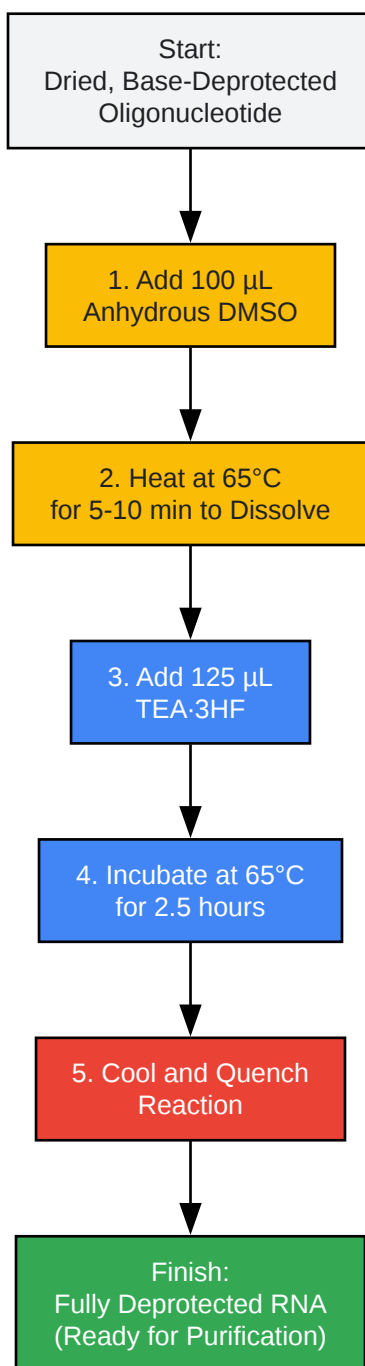 Start:
Dried, Base-Deprotected
Oligonucleotide
1. Add 100 µL
Anhydrous DMSO
2. Heat at 65°C
for 5-10 min to Dissolve
3. Add 125 µL
TEA·3HF
4. Incubate at 65°C
for 2.5 hours
5. Cool and Quench
Reaction
Finish:
Fully Deprotected RNA
(Ready for Purification)